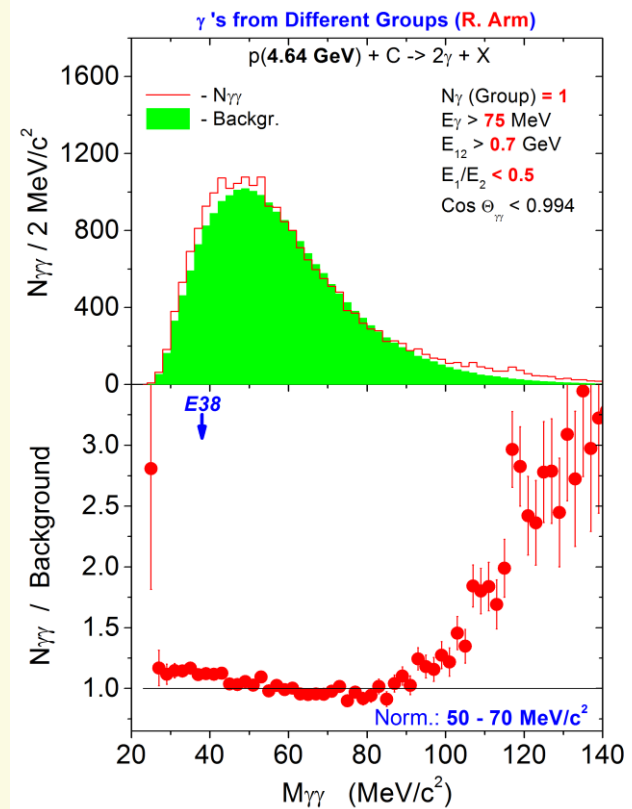 γ 's from Different Groups (R. Arm)
p(4.64 GeV) + C -> 2γ + X
- Nγγ
- Backgr.
Nγ (Group) = 1
Eγ > 75 MeV
E12 > 0.7 GeV
E1/E2 < 0.5
Cos Θγγ < 0.994
Nγγ / 2 MeV/c2
1600
1200
800
400
0
E38
Nγγ / Background
3.0
2.5
2.0
1.5
1.0
Norm.: 50 - 70 MeV/c2
20 40 60 80 100 120 140
Mγγ (MeV/c2)